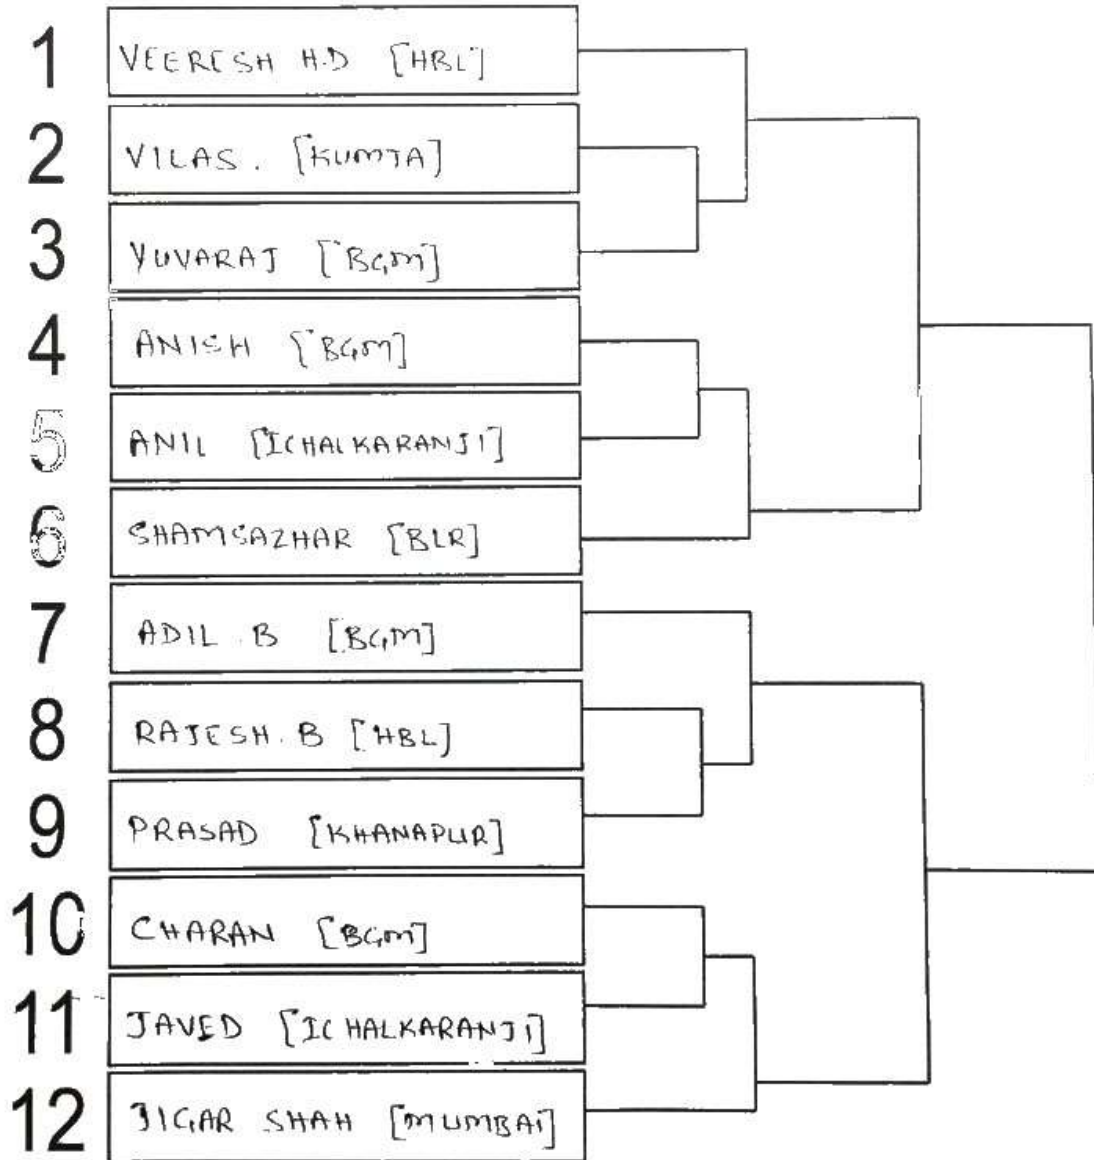 1 VEERESH H.D [HBL]
2 VILAS. [KUMTA]
3 YUVARAJ [BGM]
4 ANISH [BGM]
5 ANIL [ICHALKARANJI]
6 SHAMSAZHAR [BLR]
7 ADIL B [BGM]
8 RAJESH. B [HBL]
9 PRASAD [KHANAPUR]
10 CHARAN [BGM]
11 JAVED [ICHALKARANJI]
12 JIGAR SHAH [MUMBAI]